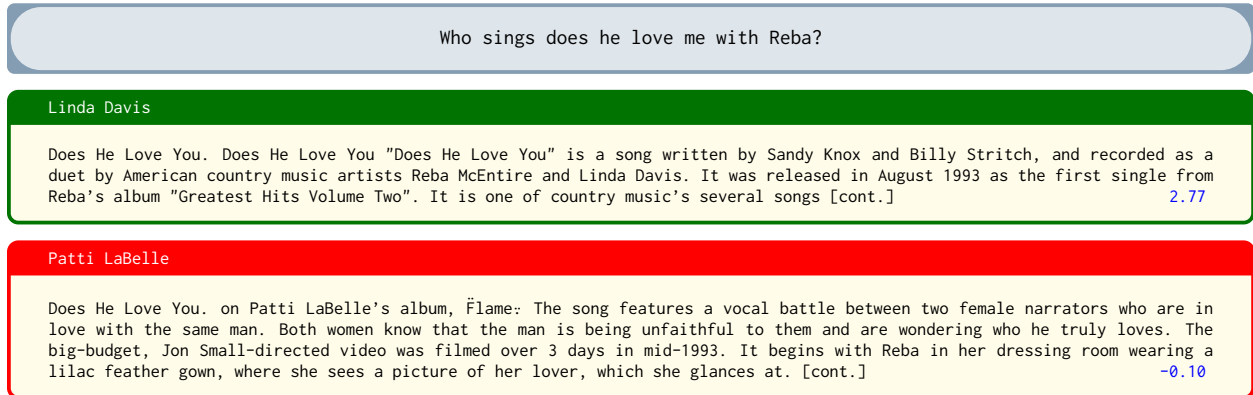 Who sings does he love me with Reba?
Linda Davis
Does He Love You. Does He Love You "Does He Love You" is a song written by Sandy Knox and Billy Stritch, and recorded as a
duet by American country music artists Reba McEntire and Linda Davis. It was released in August 1993 as the first single from
Reba's album "Greatest Hits Volume Two". It is one of country music's several songs [cont.] 2.77
Patti LaBelle
Does He Love You. on Patti LaBelle's album, F̈lame:̈ The song features a vocal battle between two female narrators who are in
love with the same man. Both women know that the man is being unfaithful to them and are wondering who he truly loves. The
big-budget, Jon Small-directed video was filmed over 3 days in mid-1993. It begins with Reba in her dressing room wearing a
lilac feather gown, where she sees a picture of her lover, which she glances at. [cont.] -0.10